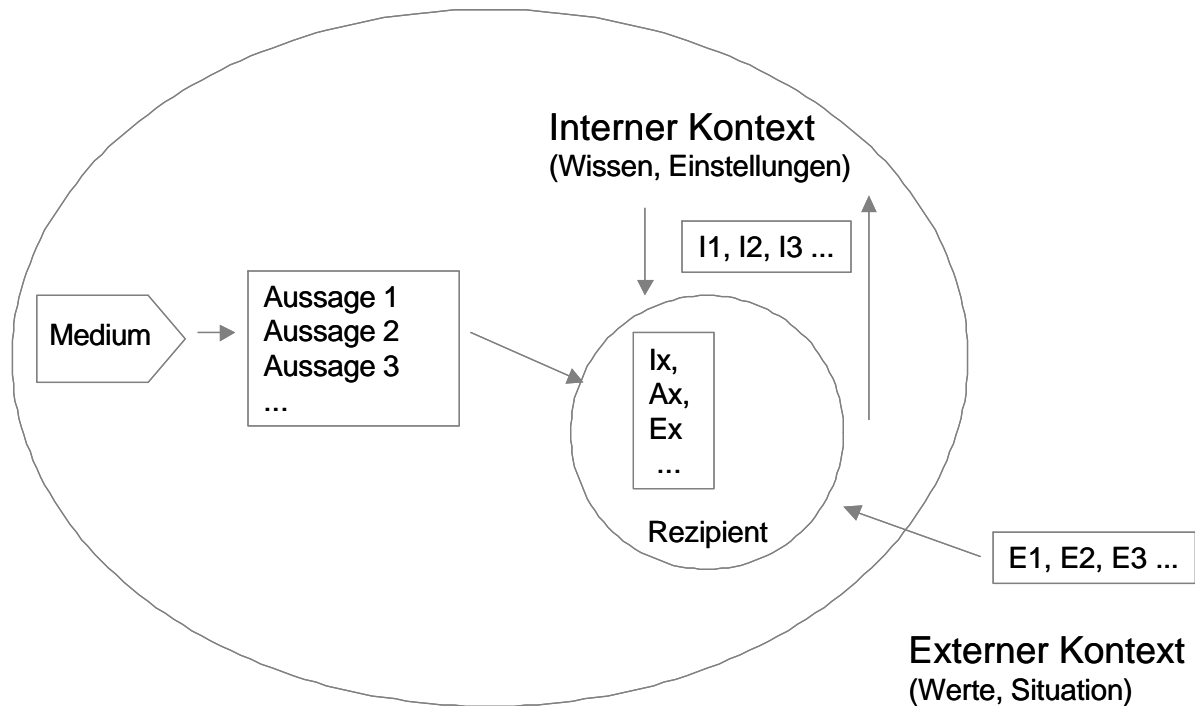 Interner Kontext
(Wissen, Einstellungen)
I1, I2, I3 ...
Medium
Aussage 1
Aussage 2
Aussage 3
...
Ix,
Ax,
Ex
...
Rezipient
E1, E2, E3 ...
Externer Kontext
(Werte, Situation)